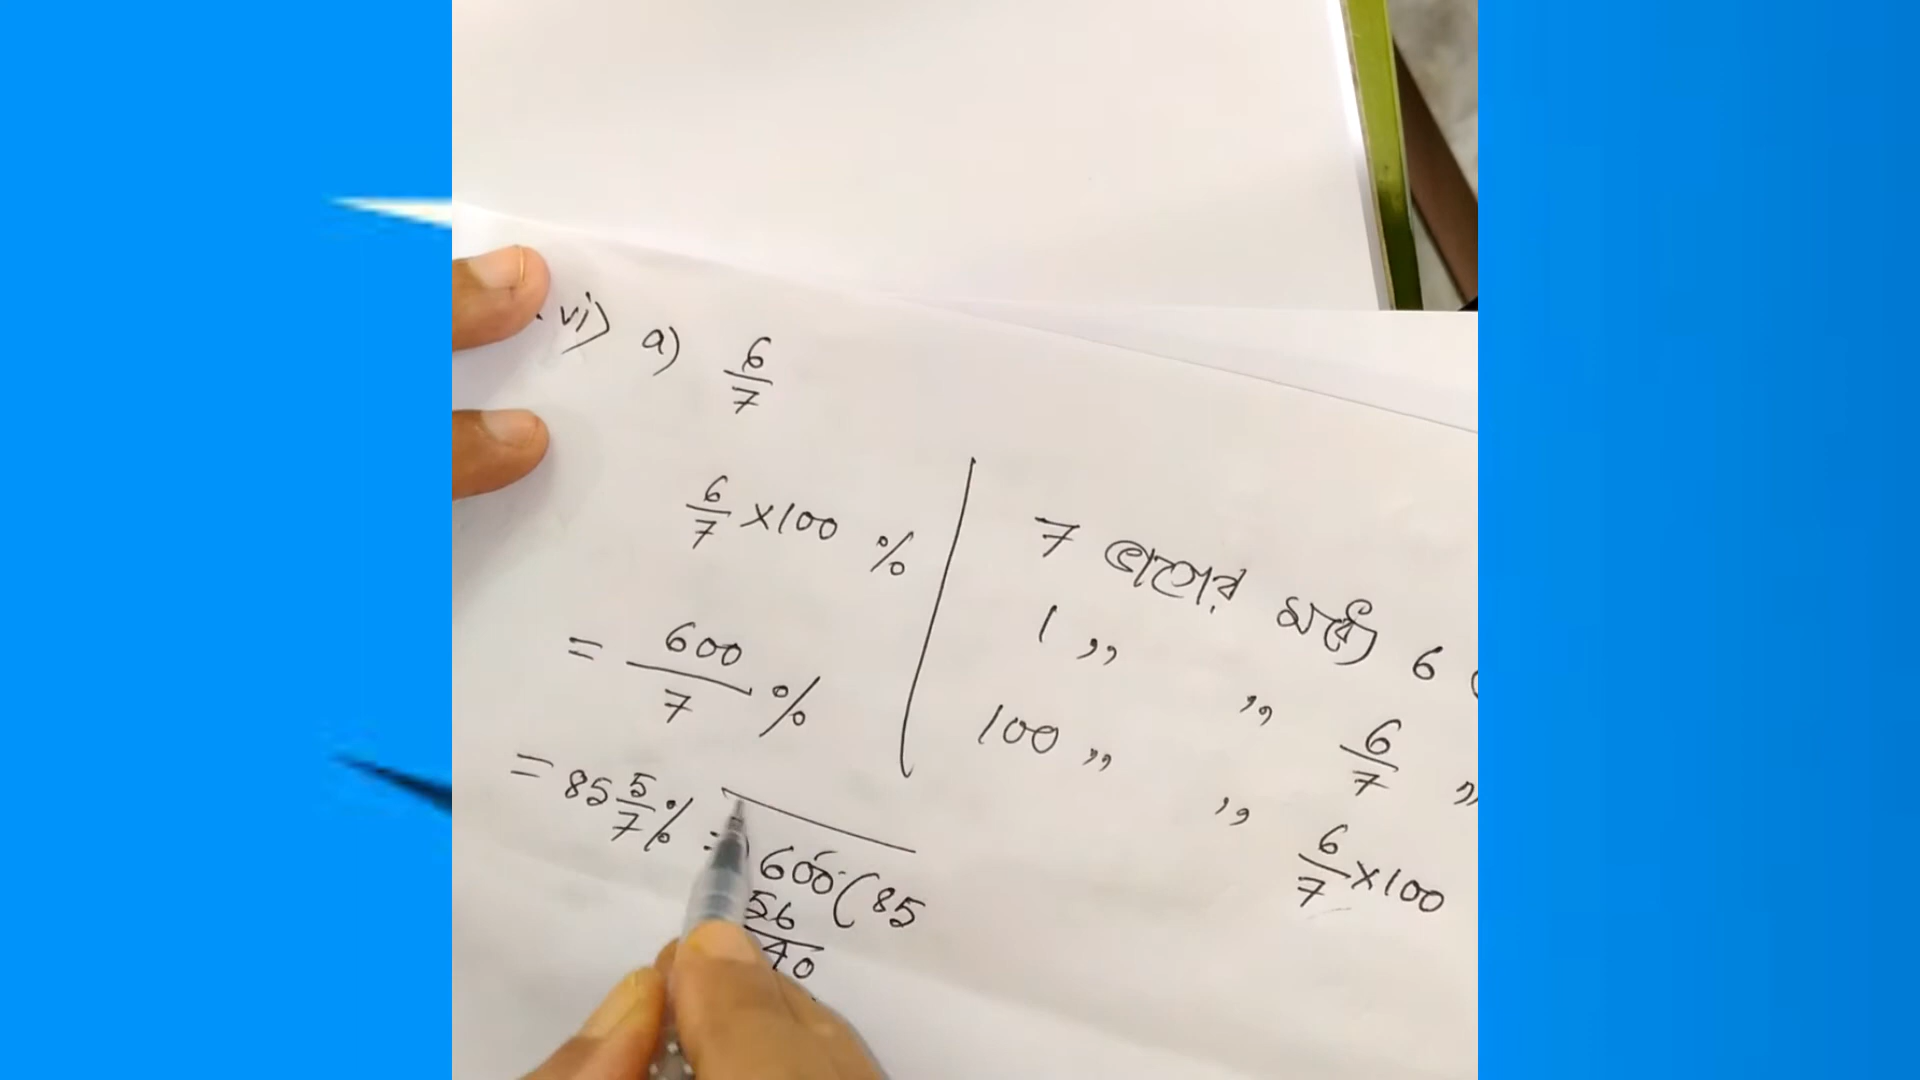 vi) a) 6/7
6/7 × 100 %
= 600/7 %
= 85 5/7 % =
600 ( 85
56
40
7 ভাগের মধ্যে 6
1 ,, ,, 6/7 ,,
100 ,, ,, 6/7 × 100